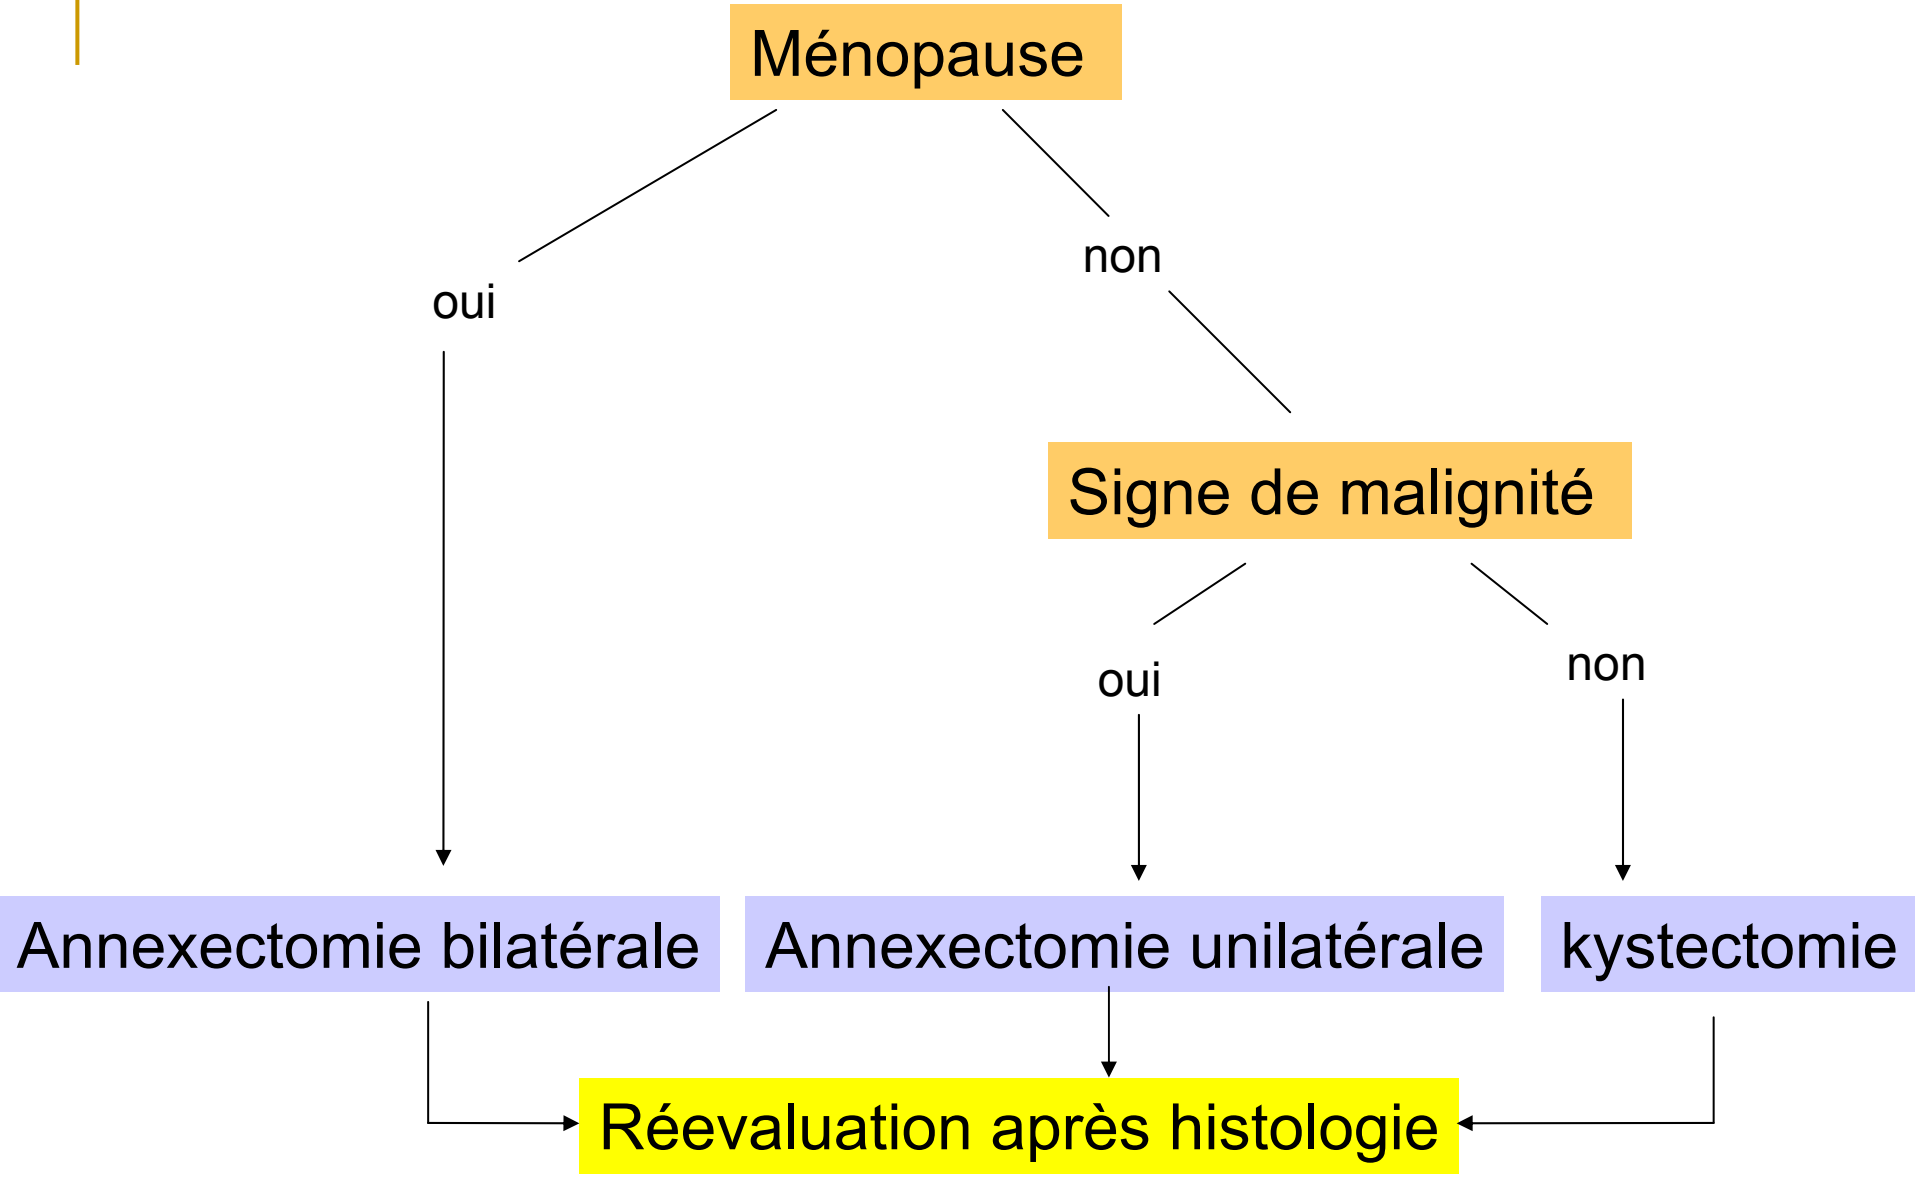 Ménopause
non
oui
Signe de malignité
oui
non
Annexectomie bilatérale
Annexectomie unilatérale
kystectomie
Réevaluation après histologie